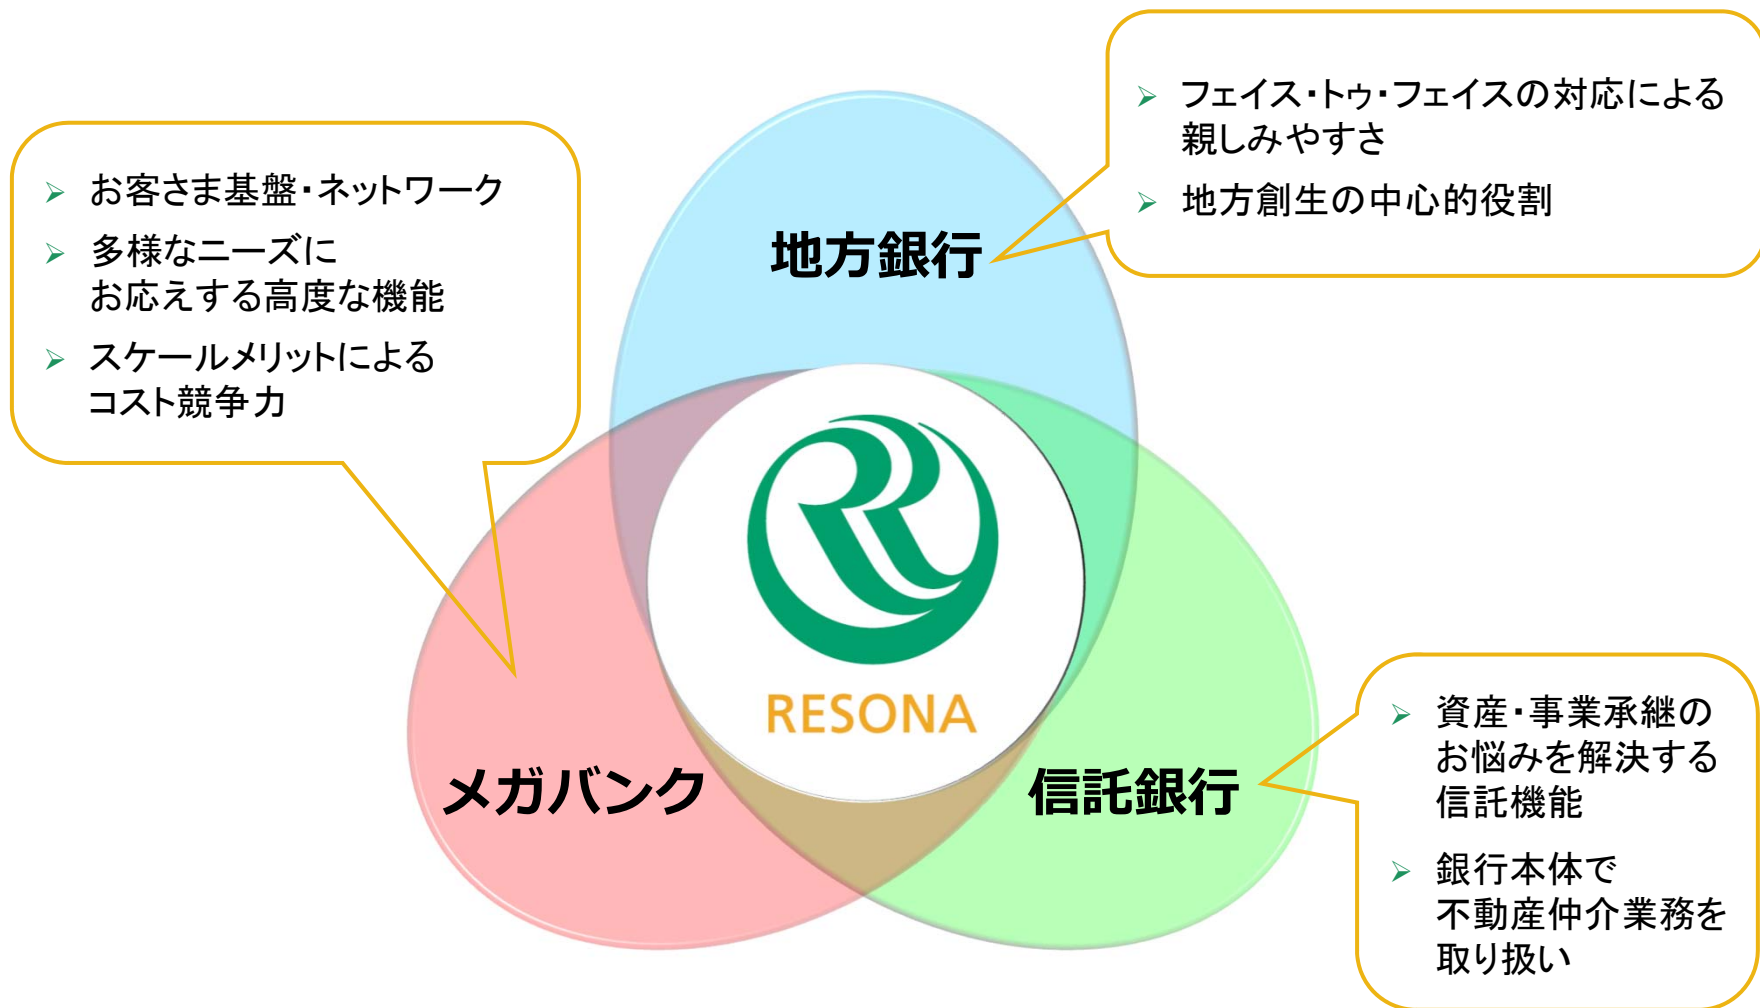 フェイス・トゥ・フェイスの対応による
親しみやすさ
地方創生の中心的役割
お客さま基盤・ネットワーク
多様なニーズに
お応えする高度な機能
スケールメリットによる
コスト競争力
地方銀行
RESONA
メガバンク
信託銀行
資産・事業承継の
お悩みを解決する
信託機能
銀行本体で
不動産仲介業務を
取り扱い